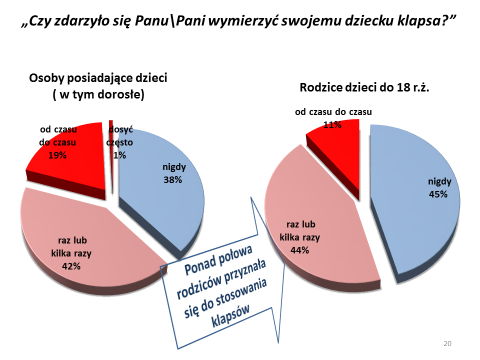 „Czy zdarzyło się Panu\Pani wymierzyć swojemu dziecku klapsa?”
Osoby posiadające dzieci
( w tym dorosłe)
od czasu
do czasu
19%
dosyć
często
1%
nigdy
38%
raz lub
kilka razy
42%
Rodzice dzieci do 18 r.ż.
od czasu do czasu
11%
nigdy
45%
raz lub
kilka razy
44%
Ponad połowa
rodziców przyznała
się do stosowania
klapsów
20